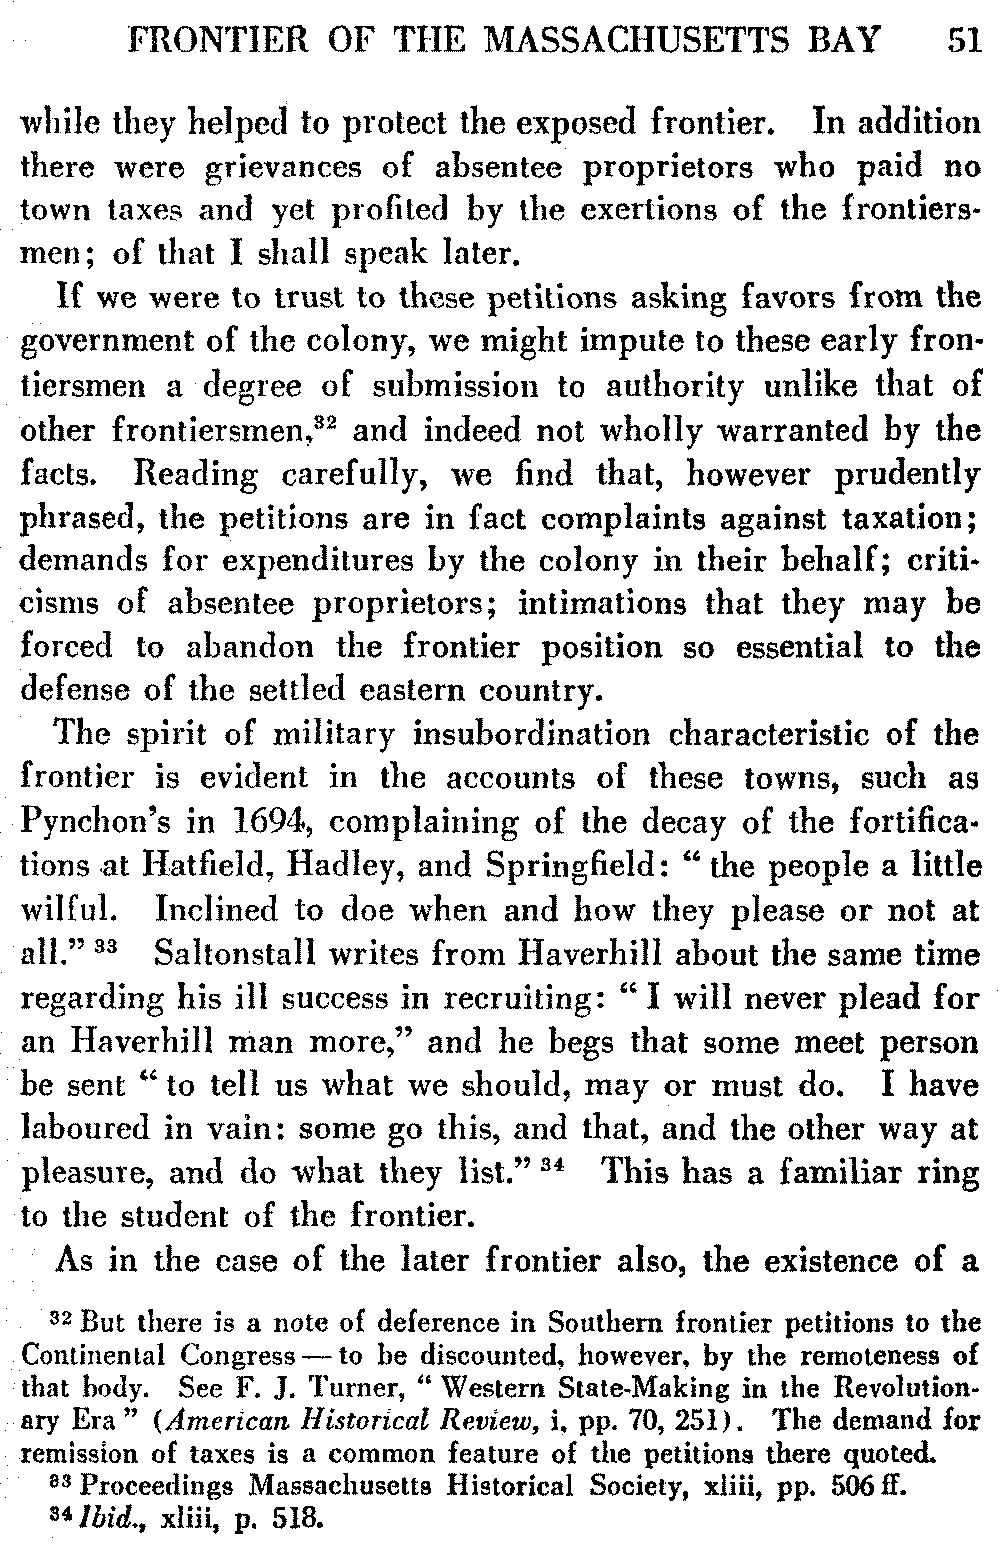 FRONTIER OF THE MASSACHUSETTS BAY 51
while they helped to protect the exposed frontier. In addition
there were grievances of absentee proprietors who paid no
town taxes and yet profited by the exertions of the frontiers-
men; of that I shall speak later.
If we were to trust to these petitions asking favors from the
government of the colony, we might impute to these early fron-
tiersmen a degree of submission to authority unlike that of
other frontiersmen,³² and indeed not wholly warranted by the
facts. Reading carefully, we find that, however prudently
phrased, the petitions are in fact complaints against taxation;
demands for expenditures by the colony in their behalf; criti-
cisms of absentee proprietors; intimations that they may be
forced to abandon the frontier position so essential to the
defense of the settled eastern country.
The spirit of military insubordination characteristic of the
frontier is evident in the accounts of these towns, such as
Pynchon's in 1694, complaining of the decay of the fortifica-
tions at Hatfield, Hadley, and Springfield: “ the people a little
wilful. Inclined to doe when and how they please or not at
all.” ³³ Saltonstall writes from Haverhill about the same time
regarding his ill success in recruiting: “ I will never plead for
an Haverhill man more,” and he begs that some meet person
be sent “ to tell us what we should, may or must do. I have
laboured in vain: some go this, and that, and the other way at
pleasure, and do what they list.” ³⁴ This has a familiar ring
to the student of the frontier.
As in the case of the later frontier also, the existence of a
³² But there is a note of deference in Southern frontier petitions to the
Continental Congress — to be discounted, however, by the remoteness of
that body. See F. J. Turner, “ Western State-Making in the Revolution-
ary Era ” (American Historical Review, i, pp. 70, 251). The demand for
remission of taxes is a common feature of the petitions there quoted.
³³ Proceedings Massachusetts Historical Society, xliii, pp. 506 ff.
³⁴ Ibid., xliii, p. 518.